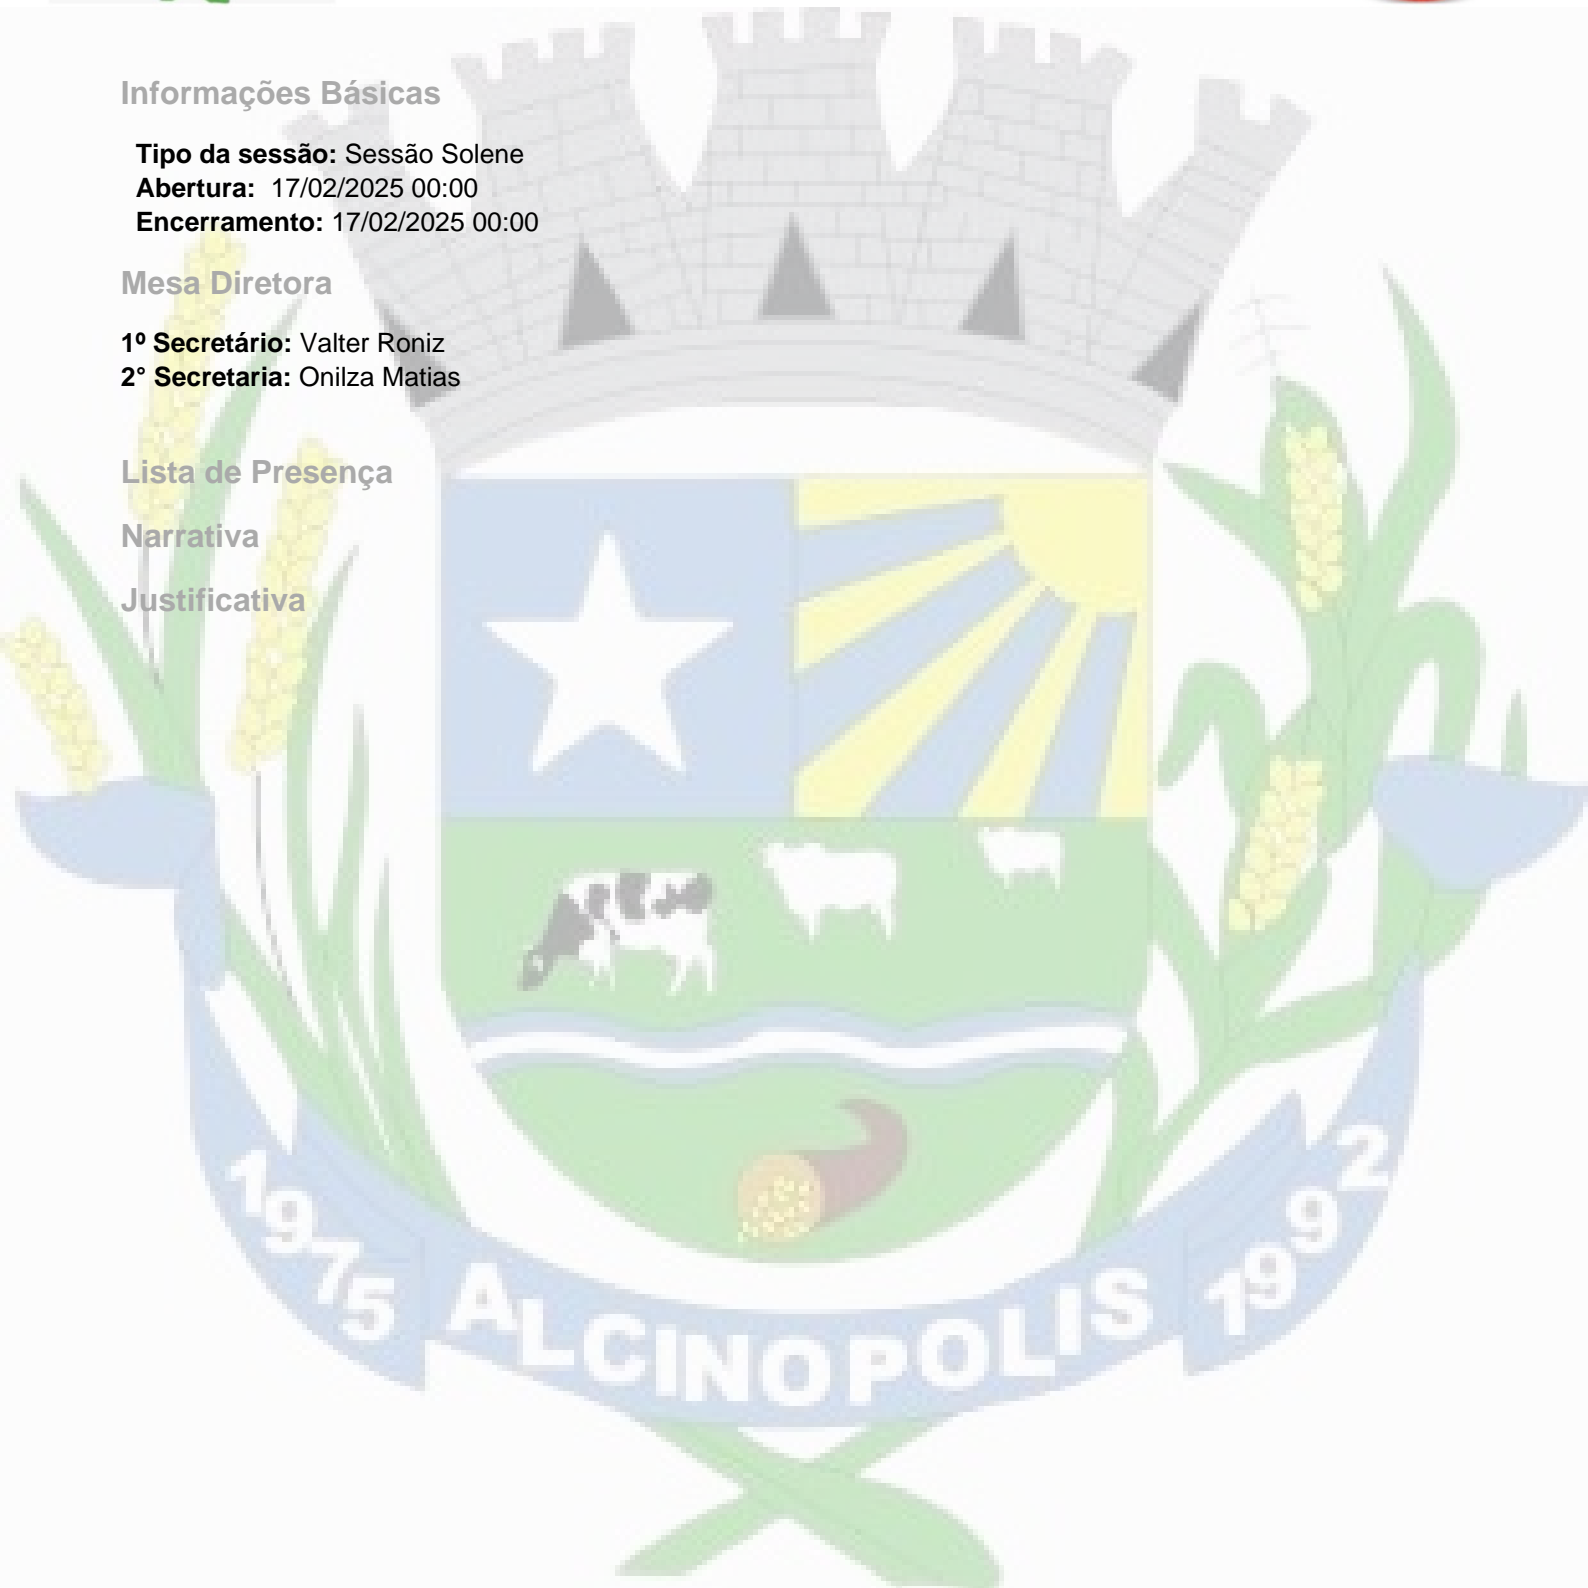 Informações Básicas
Tipo da sessão: Sessão Solene
Abertura: 17/02/2025 00:00
Encerramento: 17/02/2025 00:00
Mesa Diretora
1º Secretário: Valter Roniz
2° Secretaria: Onilza Matias
Lista de Presença
Narrativa
Justificativa
1975 ALCINOPOLIS 1992